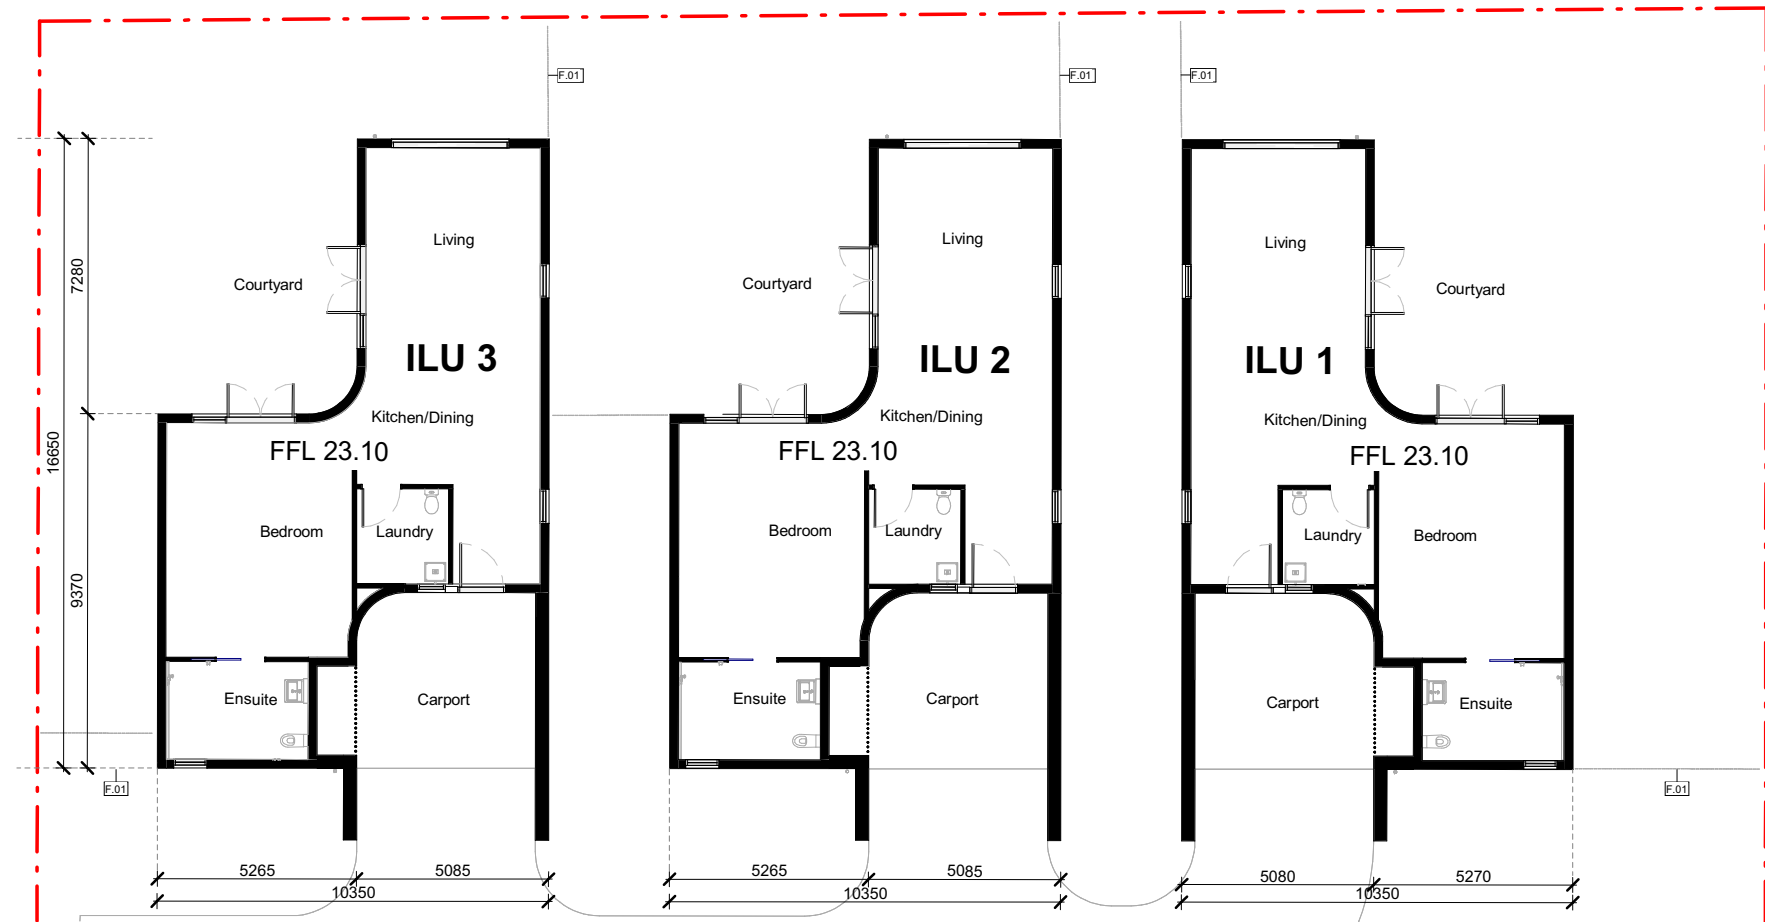 F.01
F.01
F.01
Living
Living
Living
Courtyard
Courtyard
Courtyard
7280
ILU 3
ILU 2
ILU 1
Kitchen/Dining
Kitchen/Dining
Kitchen/Dining
16650
FFL 23.10
FFL 23.10
FFL 23.10
Bedroom
Laundry
Bedroom
Laundry
Laundry
Bedroom
9370
Ensuite
Carport
Ensuite
Carport
Carport
Ensuite
F.01
F.01
5265
5085
5265
5085
5080
5270
10350
10350
10350